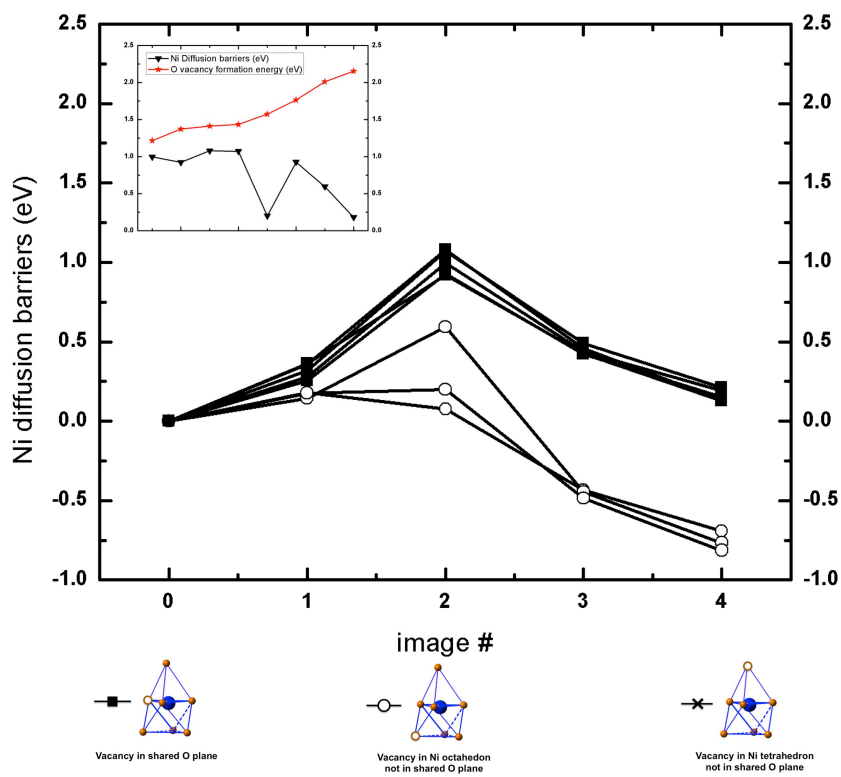 2.5
2.0
1.5
1.0
0.5
0.0
-0.5
-1.0
Ni diffusion barriers (eV)
2.5
2.0
1.5
1.0
0.5
0.0
Ni Diffusion barriers (eV)
O vacancy formation energy (eV)
2.5
2.0
1.5
1.0
0.5
0.0
2.5
2.0
1.5
1.0
0.5
0.0
-0.5
-1.0
0 1 2 3 4
image #
Vacancy in shared O plane
Vacancy in Ni octahedon
not in shared O plane
Vacancy in Ni tetrahedron
not in shared O plane